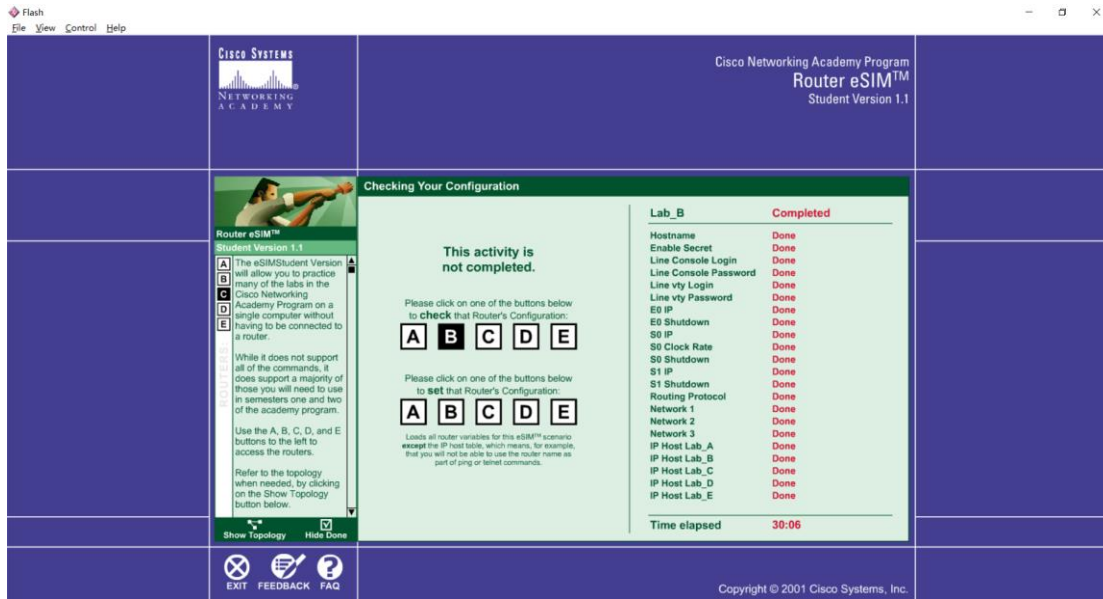 Flash
File View Control Help
CISCO SYSTEMS
NETWORKING
ACADEMY
Cisco Networking Academy Program
Router eSIM™
Student Version 1.1
Router eSIM™
Student Version 1.1
A
B
C
D
E
ROUTERS
The eSIMStudent Version
will allow you to practice
many of the labs in the
Cisco Networking
Academy Program on a
single computer without
having to be connected to
a router.
While it does not support
all of the commands, it
does support a majority of
those you will need to use
in semesters one and two
of the academy program.
Use the A, B, C, D, and E
buttons to the left to
access the routers.
Refer to the topology
when needed, by clicking
on the Show Topology
button below.
Show Topology Hide Done
Checking Your Configuration
This activity is
not completed.
Please click on one of the buttons below
to check that Router's Configuration:
A B C D E
Please click on one of the buttons below
to set that Router's Configuration:
A B C D E
Loads all router variables for this eSIM™ scenario
except the IP host table, which means, for example,
that you will not be able to use the router name as
part of ping or telnet commands.
Lab_B Completed
Hostname Done
Enable Secret Done
Line Console Login Done
Line Console Password Done
Line vty Login Done
Line vty Password Done
E0 IP Done
E0 Shutdown Done
S0 IP Done
S0 Clock Rate Done
S0 Shutdown Done
S1 IP Done
S1 Shutdown Done
Routing Protocol Done
Network 1 Done
Network 2 Done
Network 3 Done
IP Host Lab_A Done
IP Host Lab_B Done
IP Host Lab_C Done
IP Host Lab_D Done
IP Host Lab_E Done
Time elapsed 30:06
EXIT FEEDBACK FAQ
Copyright © 2001 Cisco Systems, Inc.